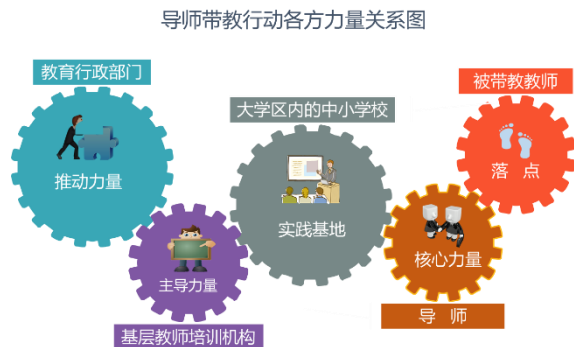 导师带教行动各方力量关系图
教育行政部门
推动力量
主导力量
基层教师培训机构
大学区内的中小学校
实践基地
核心力量
导 师
被带教教师
落 点